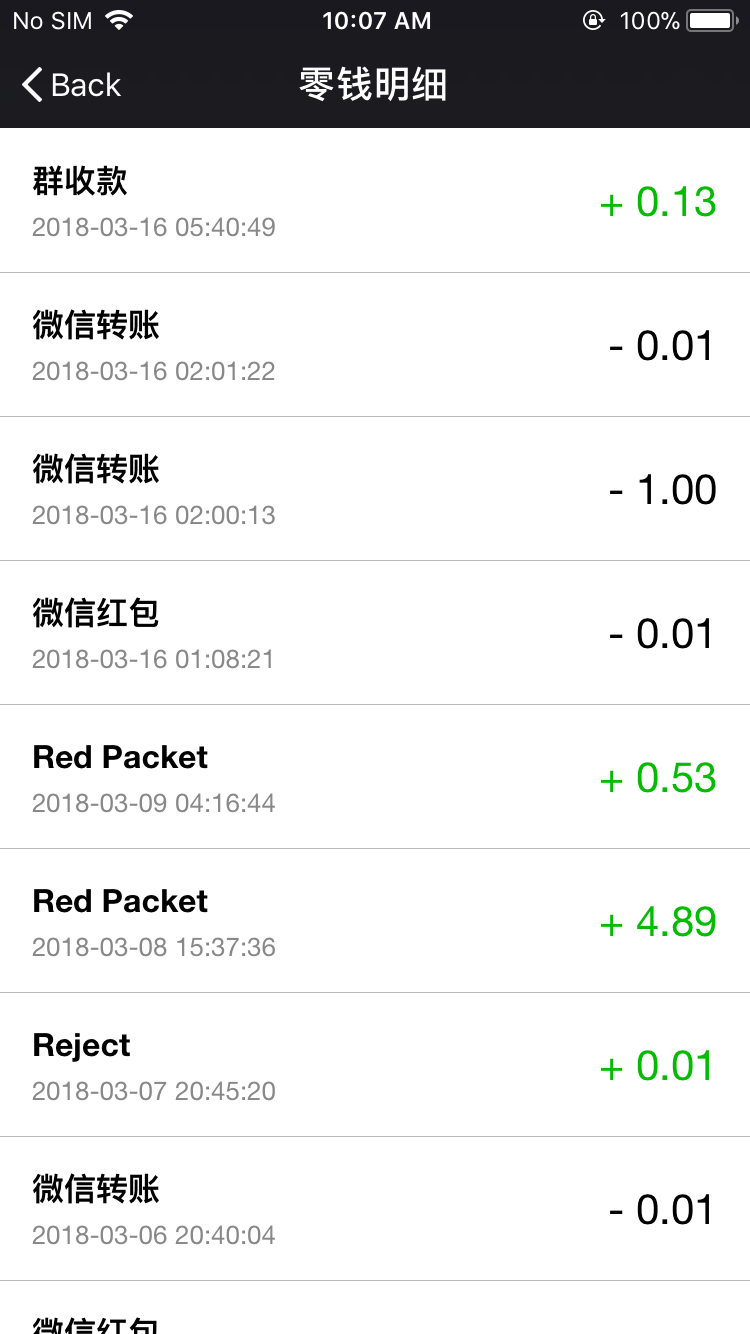 No SIM 10:07 AM 100%
Back 零钱明细
群收款
+ 0.13
2018-03-16 05:40:49
微信转账
- 0.01
2018-03-16 02:01:22
微信转账
- 1.00
2018-03-16 02:00:13
微信红包
- 0.01
2018-03-16 01:08:21
Red Packet
+ 0.53
2018-03-09 04:16:44
Red Packet
+ 4.89
2018-03-08 15:37:36
Reject
+ 0.01
2018-03-07 20:45:20
微信转账
- 0.01
2018-03-06 20:40:04
微信红包